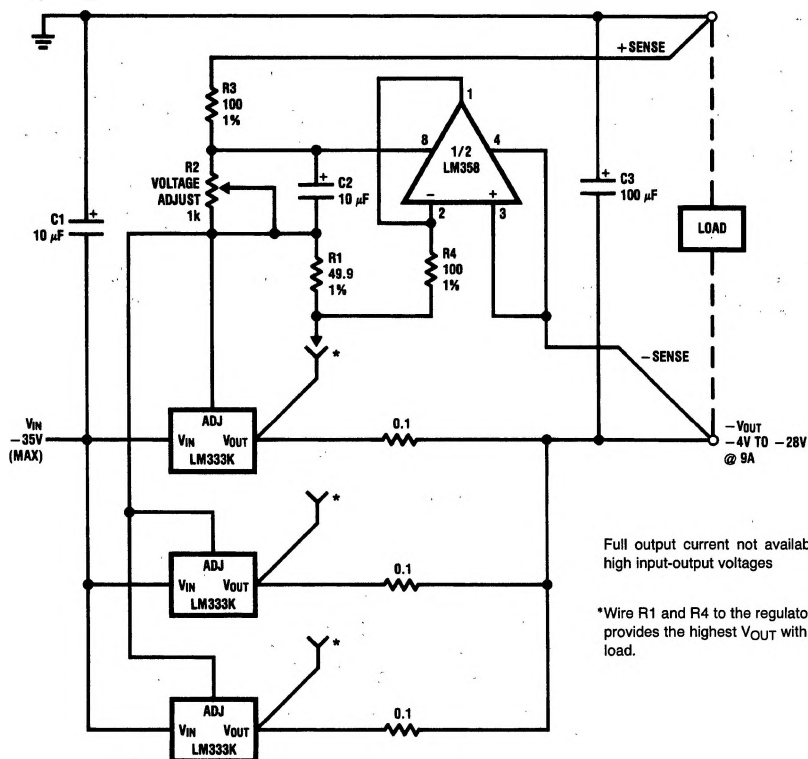 +SENSE
R3
100
1%
1
8
4
1/2
LM358
R2
VOLTAGE
ADJUST
1k
+
C2
10 μF
−
+
2
3
+
C1
10 μF
+
C3
100 μF
LOAD
R1
49.9
1%
R4
100
1%
*
−SENSE
VIN
−35V
(MAX)
ADJ
VIN VOUT
LM333K
0.1
−VOUT
−4V TO −28V
@ 9A
*
ADJ
VIN VOUT
LM333K
0.1
Full output current not availab
high input-output voltages
*Wire R1 and R4 to the regulato
provides the highest VOUT with
load.
*
ADJ
VIN VOUT
LM333K
0.1